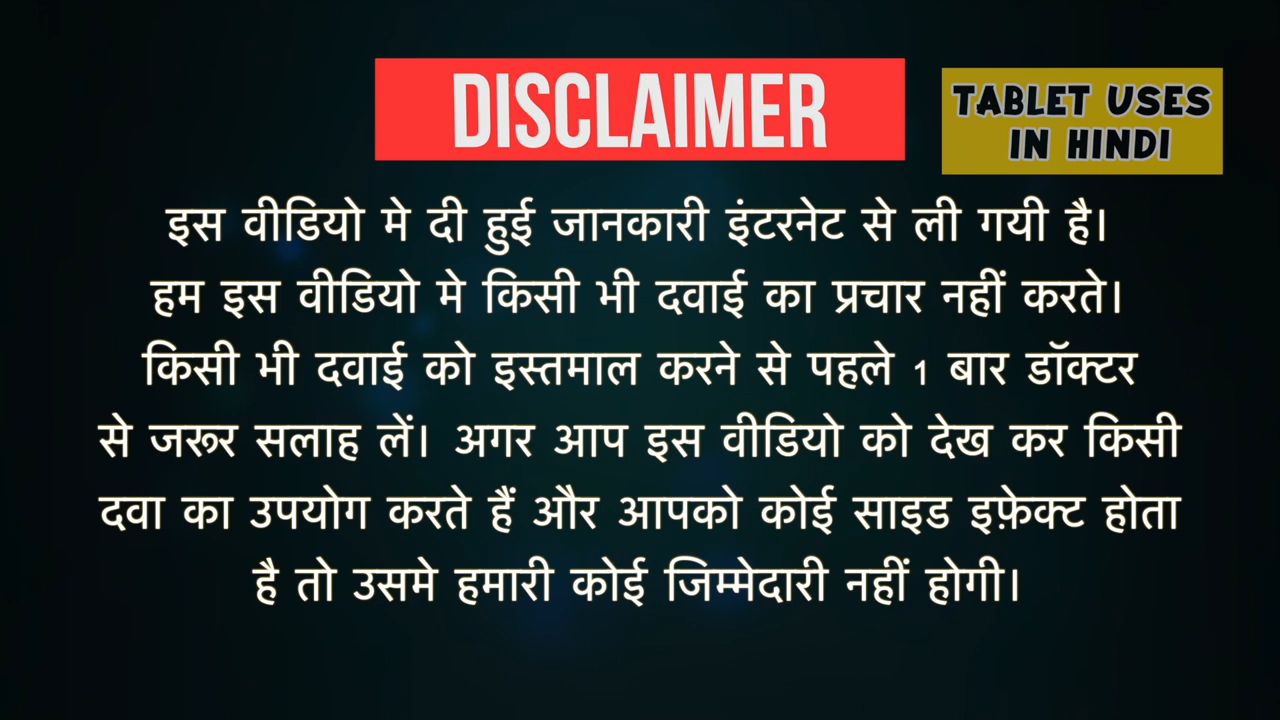 DISCLAIMER
TABLET USES
IN HINDI
इस वीडियो मे दी हुई जानकारी इंटरनेट से ली गयी है।
हम इस वीडियो मे किसी भी दवाई का प्रचार नहीं करते।
किसी भी दवाई को इस्तमाल करने से पहले 1 बार डॉक्टर
से जरूर सलाह लें। अगर आप इस वीडियो को देख कर किसी
दवा का उपयोग करते हैं और आपको कोई साइड इफ़ेक्ट होता
है तो उसमे हमारी कोई जिम्मेदारी नहीं होगी।